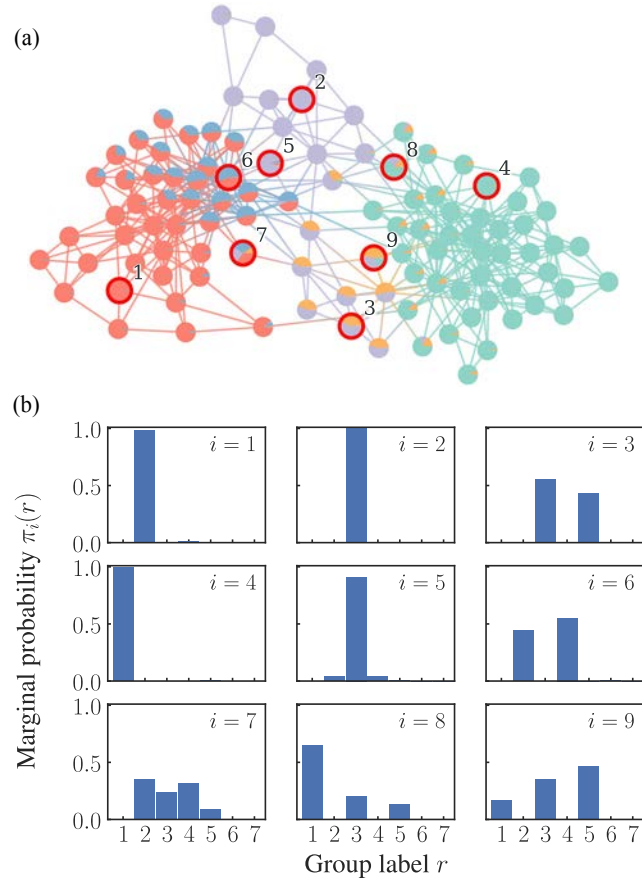 (a)
2
5
6
8
4
7
9
1
3
(b)
Marginal probability πᵢ(r)
1.0
0.5
0.0
i = 1
i = 2
i = 3
1.0
0.5
0.0
i = 4
i = 5
i = 6
1.0
0.5
0.0
i = 7
i = 8
i = 9
1 2 3 4 5 6 7
1 2 3 4 5 6 7
1 2 3 4 5 6 7
Group label r